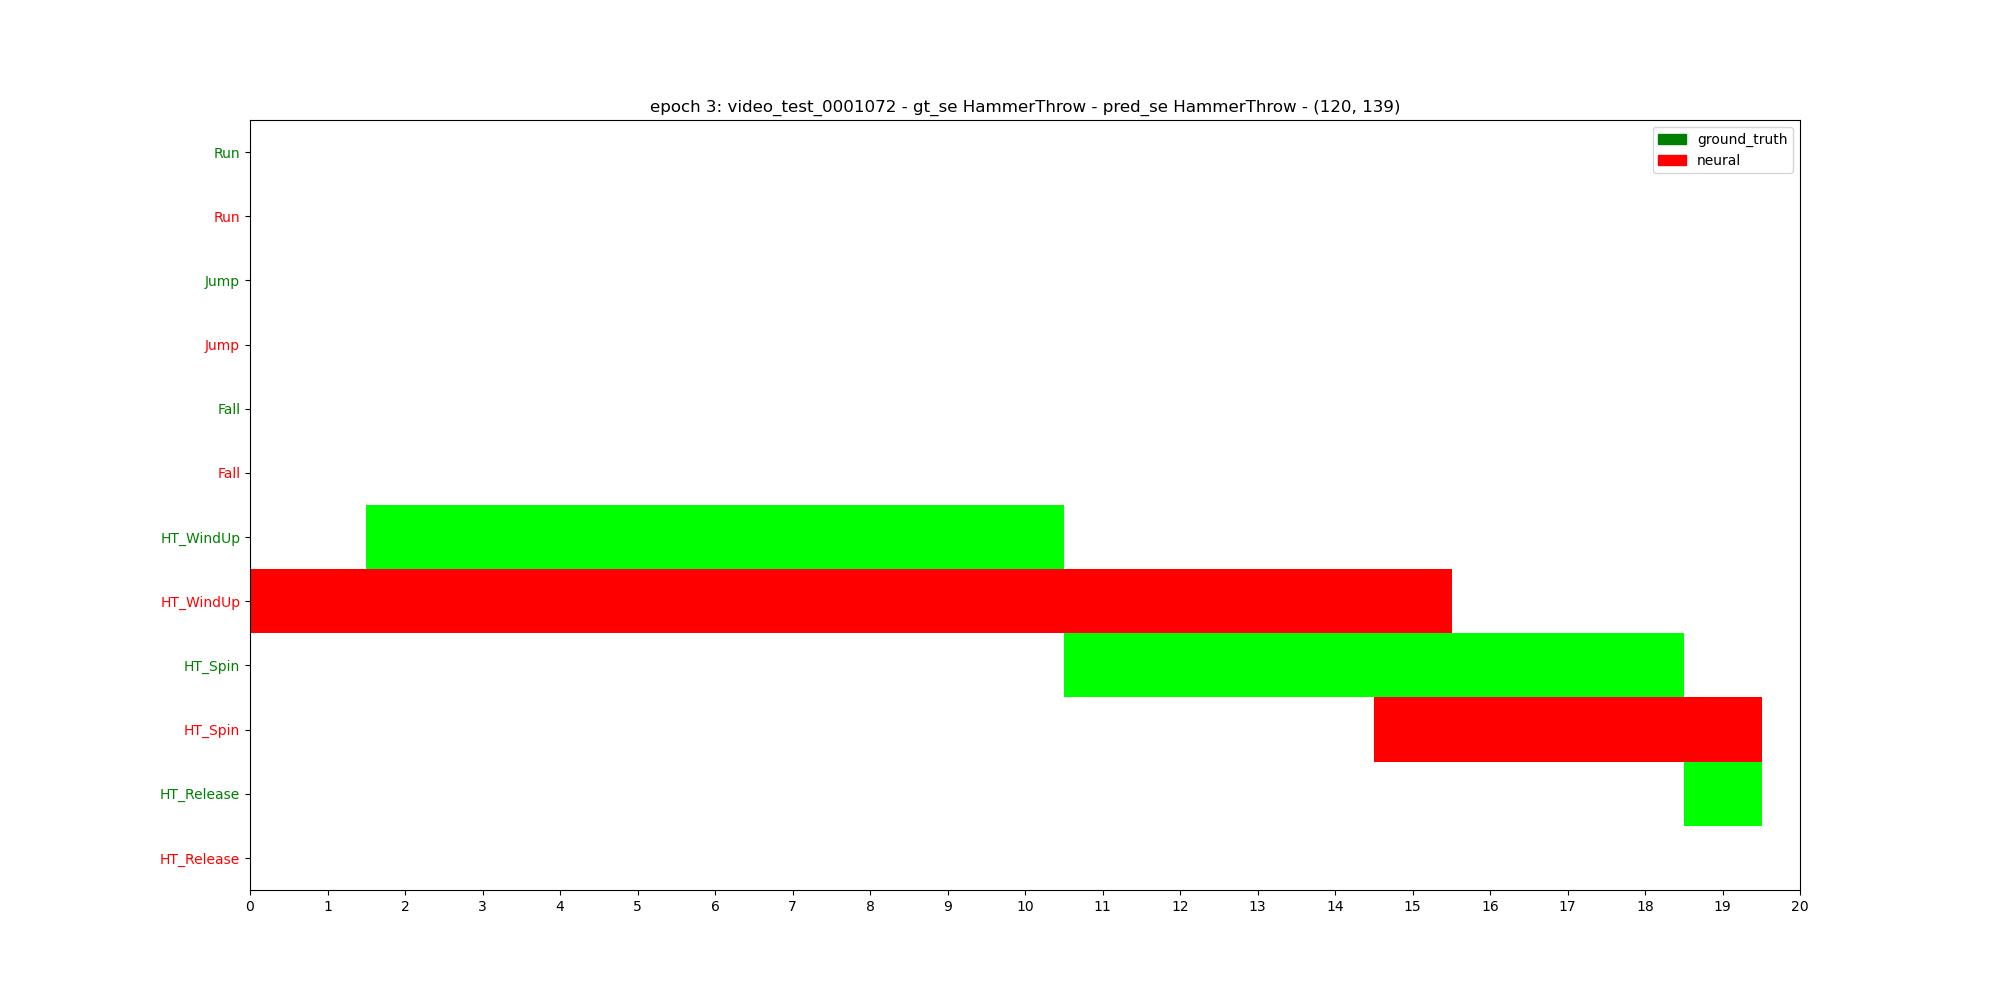 epoch 3: video_test_0001072 - gt_se HammerThrow - pred_se HammerThrow - (120, 139)
ground_truth
neural
Run
Run
Jump
Jump
Fall
Fall
HT_WindUp
HT_WindUp
HT_Spin
HT_Spin
HT_Release
HT_Release
0 1 2 3 4 5 6 7 8 9 10 11 12 13 14 15 16 17 18 19 20